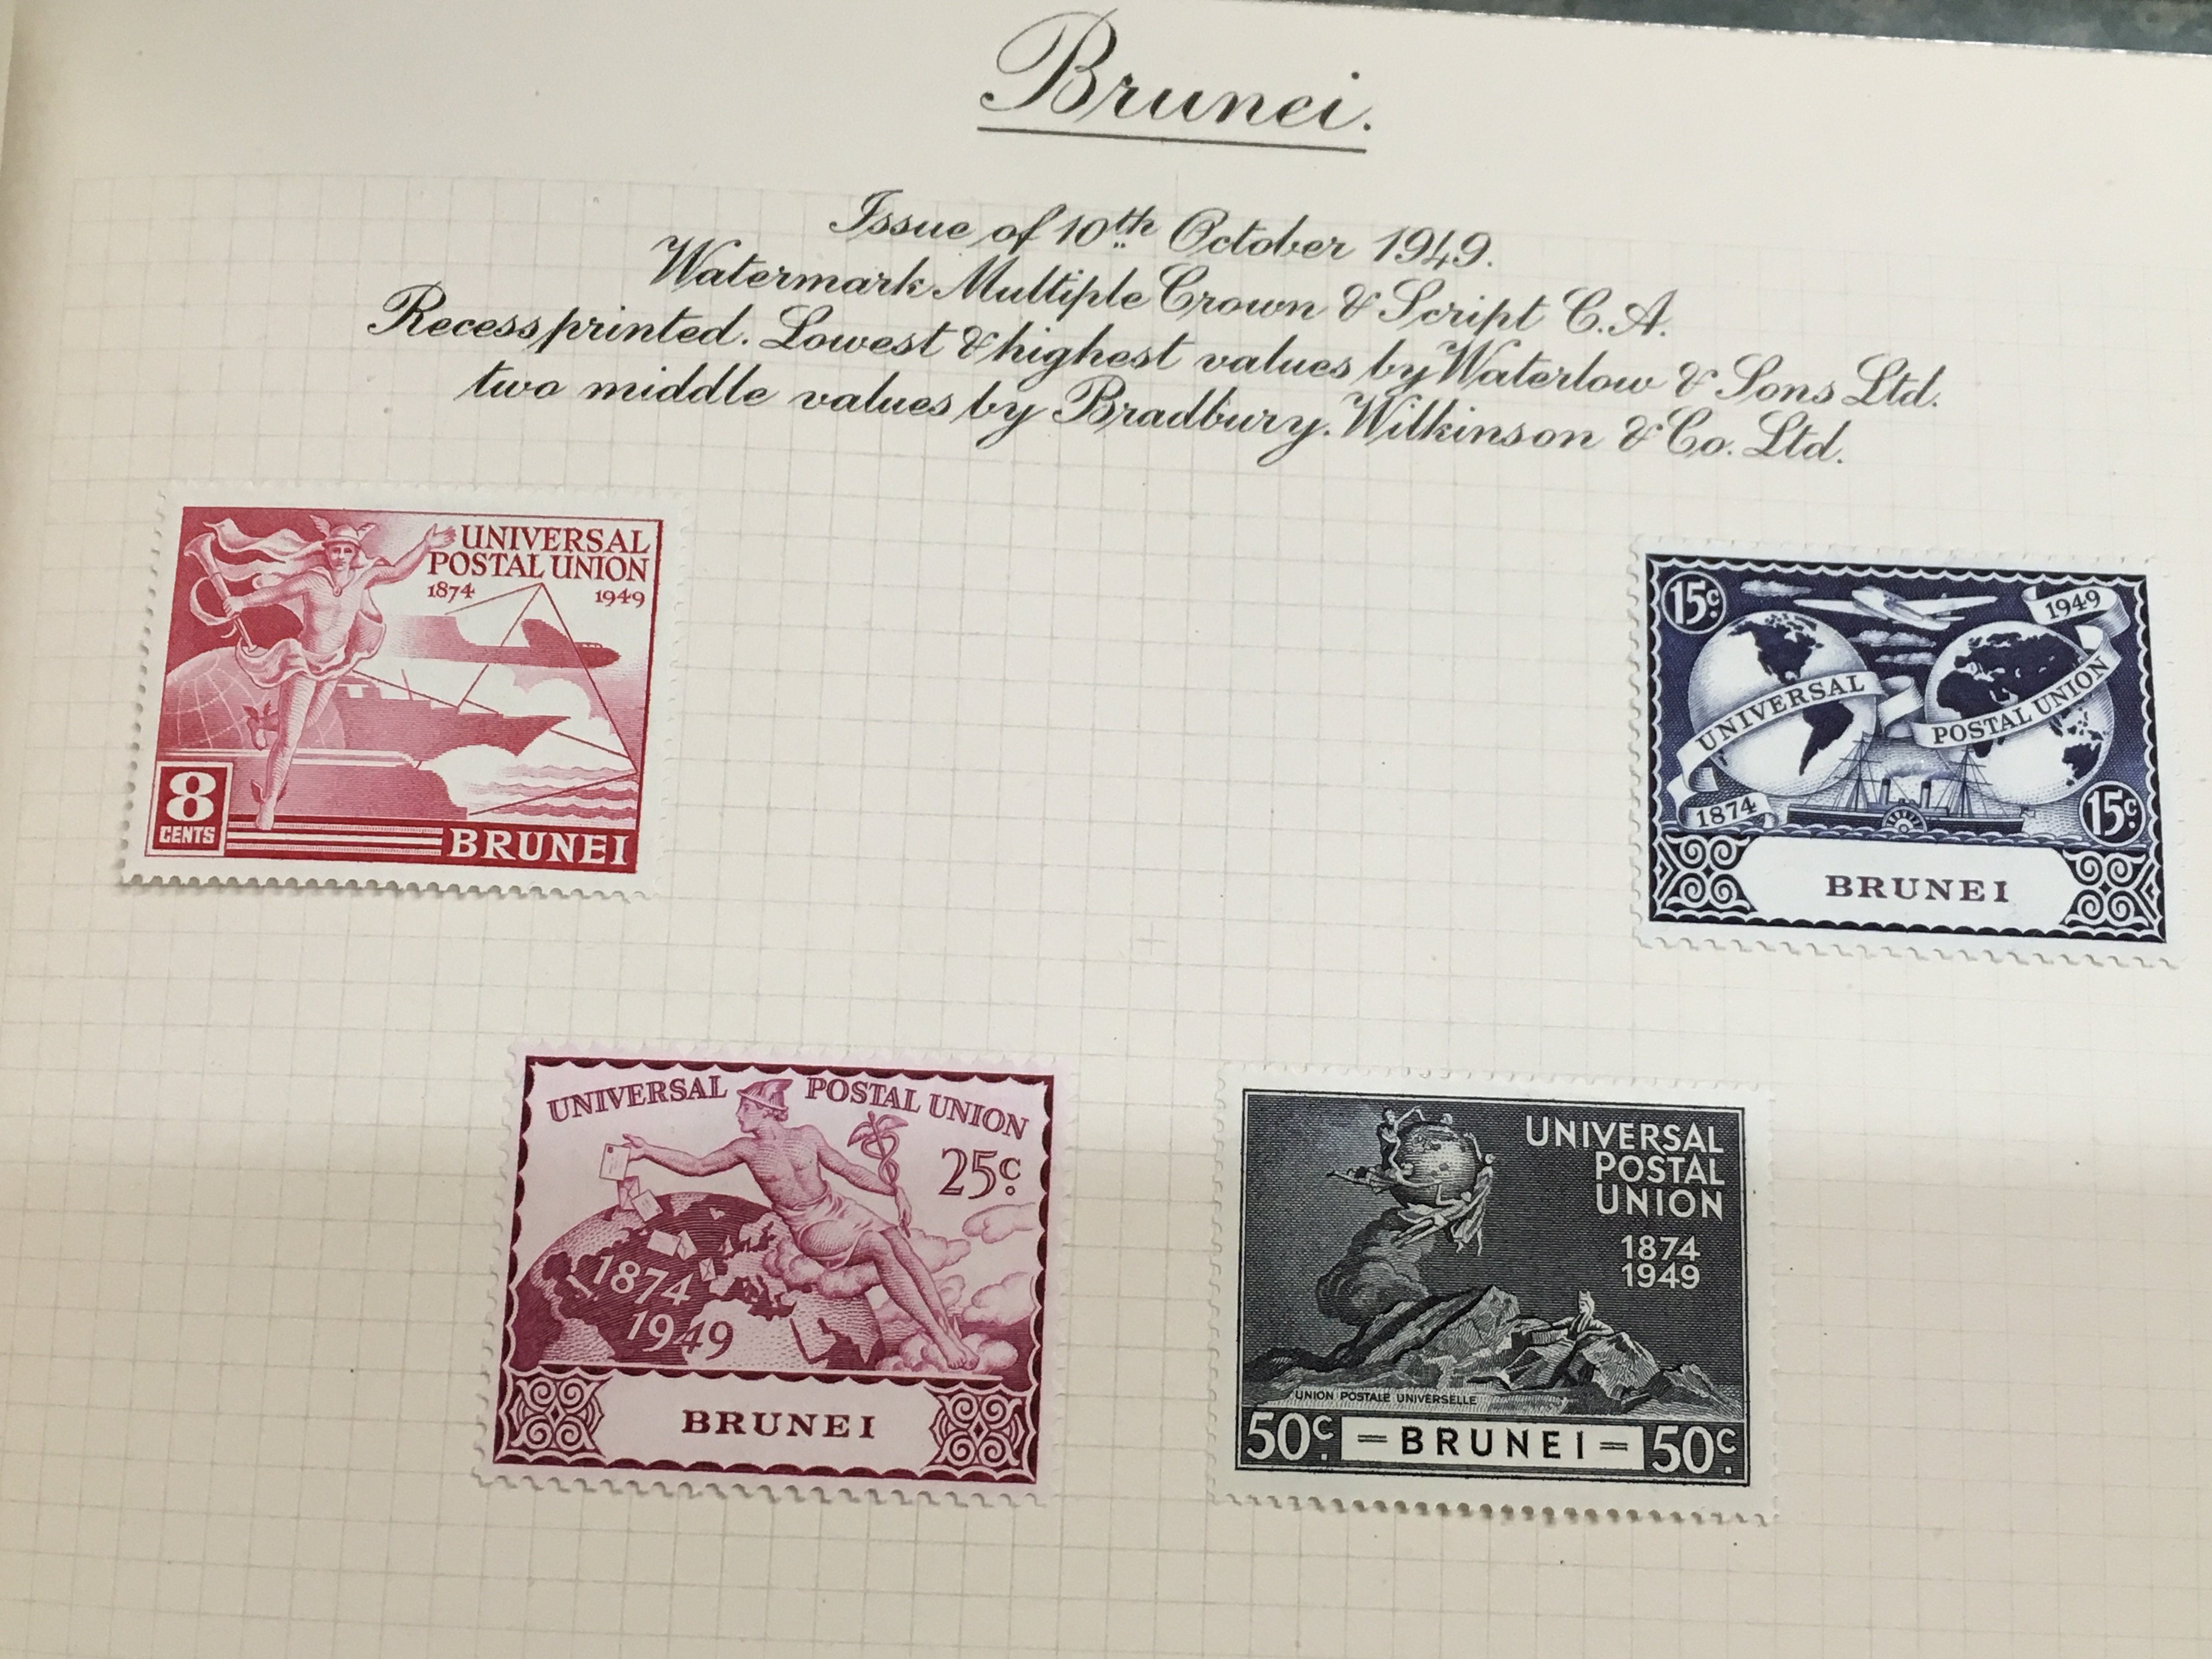 Brunei.
Issue of 10th October 1949.
Watermark Multiple Crown & Script C.A.
Recess printed. Lowest & highest values by Waterlow & Sons Ltd.
two middle values by Bradbury. Wilkinson & Co. Ltd.
UNIVERSAL
POSTAL UNION
1874 1949
8
CENTS
BRUNEI
15c.
1949
UNIVERSAL
POSTAL UNION
1874
15c.
BRUNEI
UNIVERSAL POSTAL UNION
25c.
1874
1949
BRUNEI
UNIVERSAL
POSTAL
UNION
1874
1949
UNION POSTALE UNIVERSELLE
50c. =BRUNEI= 50c.